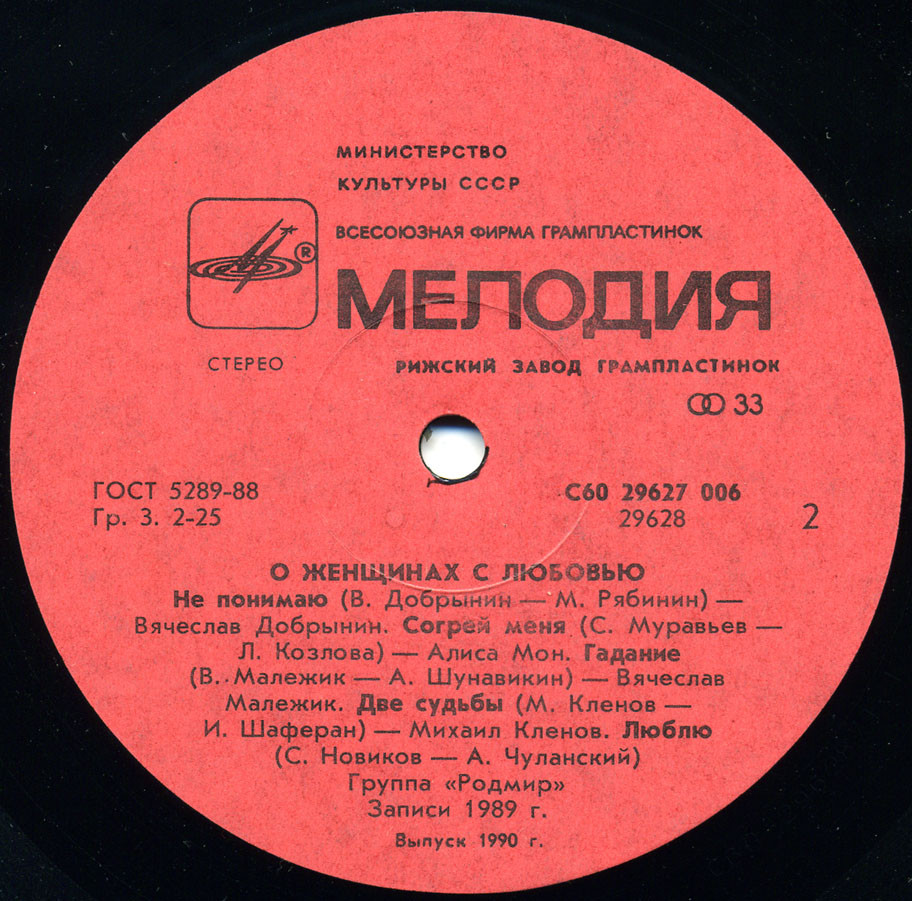 МИНИСТЕРСТВО
КУЛЬТУРЫ СССР
ВСЕСОЮЗНАЯ ФИРМА ГРАМПЛАСТИНОК
®
МЕЛОДИЯ
СТЕРЕО
РИЖСКИЙ ЗАВОД ГРАМПЛАСТИНОК
33
ГОСТ 5289-88
Гр. 3. 2-25
С60 29627 006
29628
2
О ЖЕНЩИНАХ С ЛЮБОВЬЮ
Не понимаю (В. Добрынин — М. Рябинин) —
Вячеслав Добрынин. Согрей меня (С. Муравьев —
Л. Козлова) — Алиса Мон. Гадание
(В. Малежик — А. Шунавикин) — Вячеслав
Малежик. Две судьбы (М. Кленов —
И. Шаферан) — Михаил Кленов. Люблю
(С. Новиков — А. Чуланский)
Группа «Родмир»
Записи 1989 г.
Выпуск 1990 г.